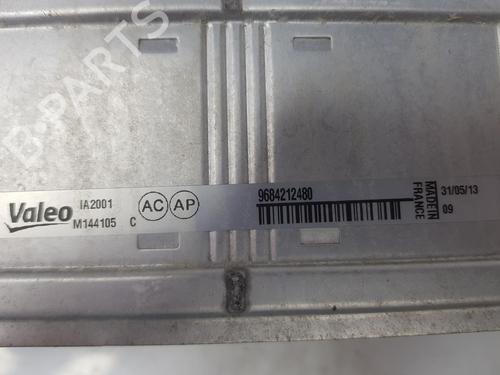 B-PARTS
Valeo
IA2001
M144105 C
AC AP
9684212480
MADE IN
FRANCE
31/05/13
09